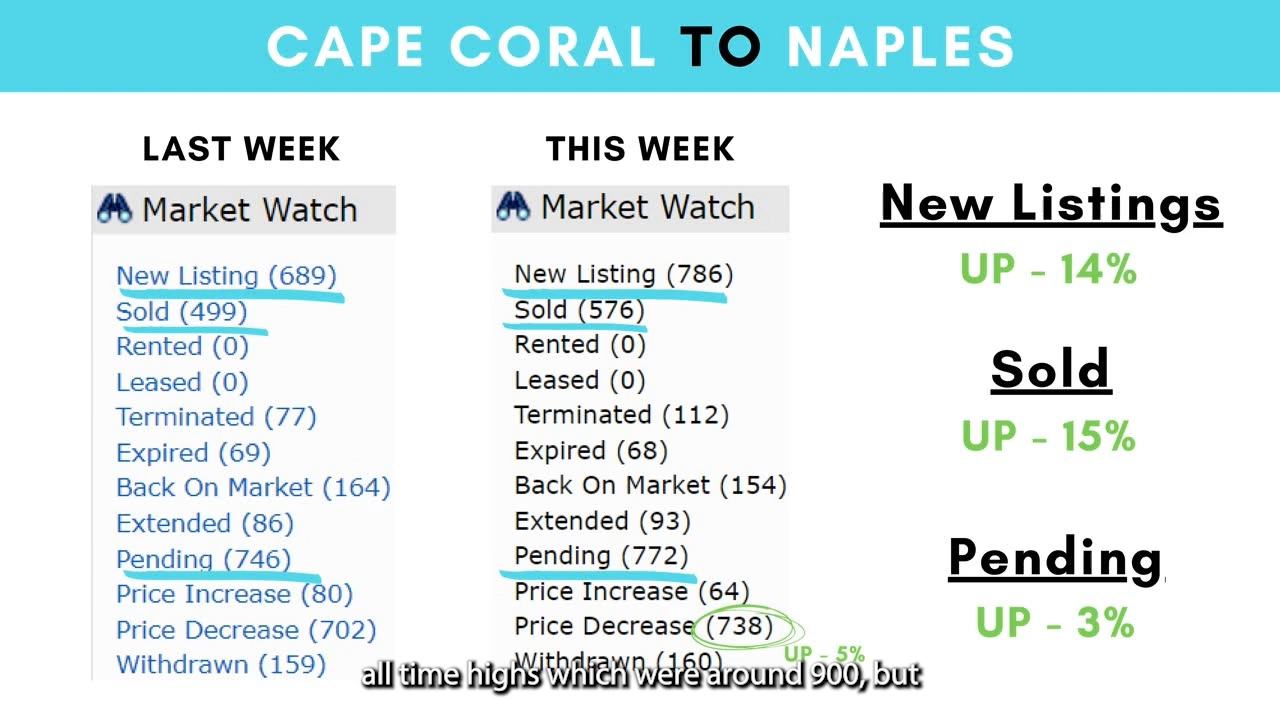 CAPE CORAL TO NAPLES
LAST WEEK
Market Watch
New Listing (689)
Sold (499)
Rented (0)
Leased (0)
Terminated (77)
Expired (69)
Back On Market (164)
Extended (86)
Pending (746)
Price Increase (80)
Price Decrease (702)
Withdrawn (159)
THIS WEEK
Market Watch
New Listing (786)
Sold (576)
Rented (0)
Leased (0)
Terminated (112)
Expired (68)
Back On Market (154)
Extended (93)
Pending (772)
Price Increase (64)
Price Decrease (738)
UP - 5%
Withdrawn (160)
New Listings
UP - 14%
Sold
UP - 15%
Pending
UP - 3%
all time highs which were around 900, but